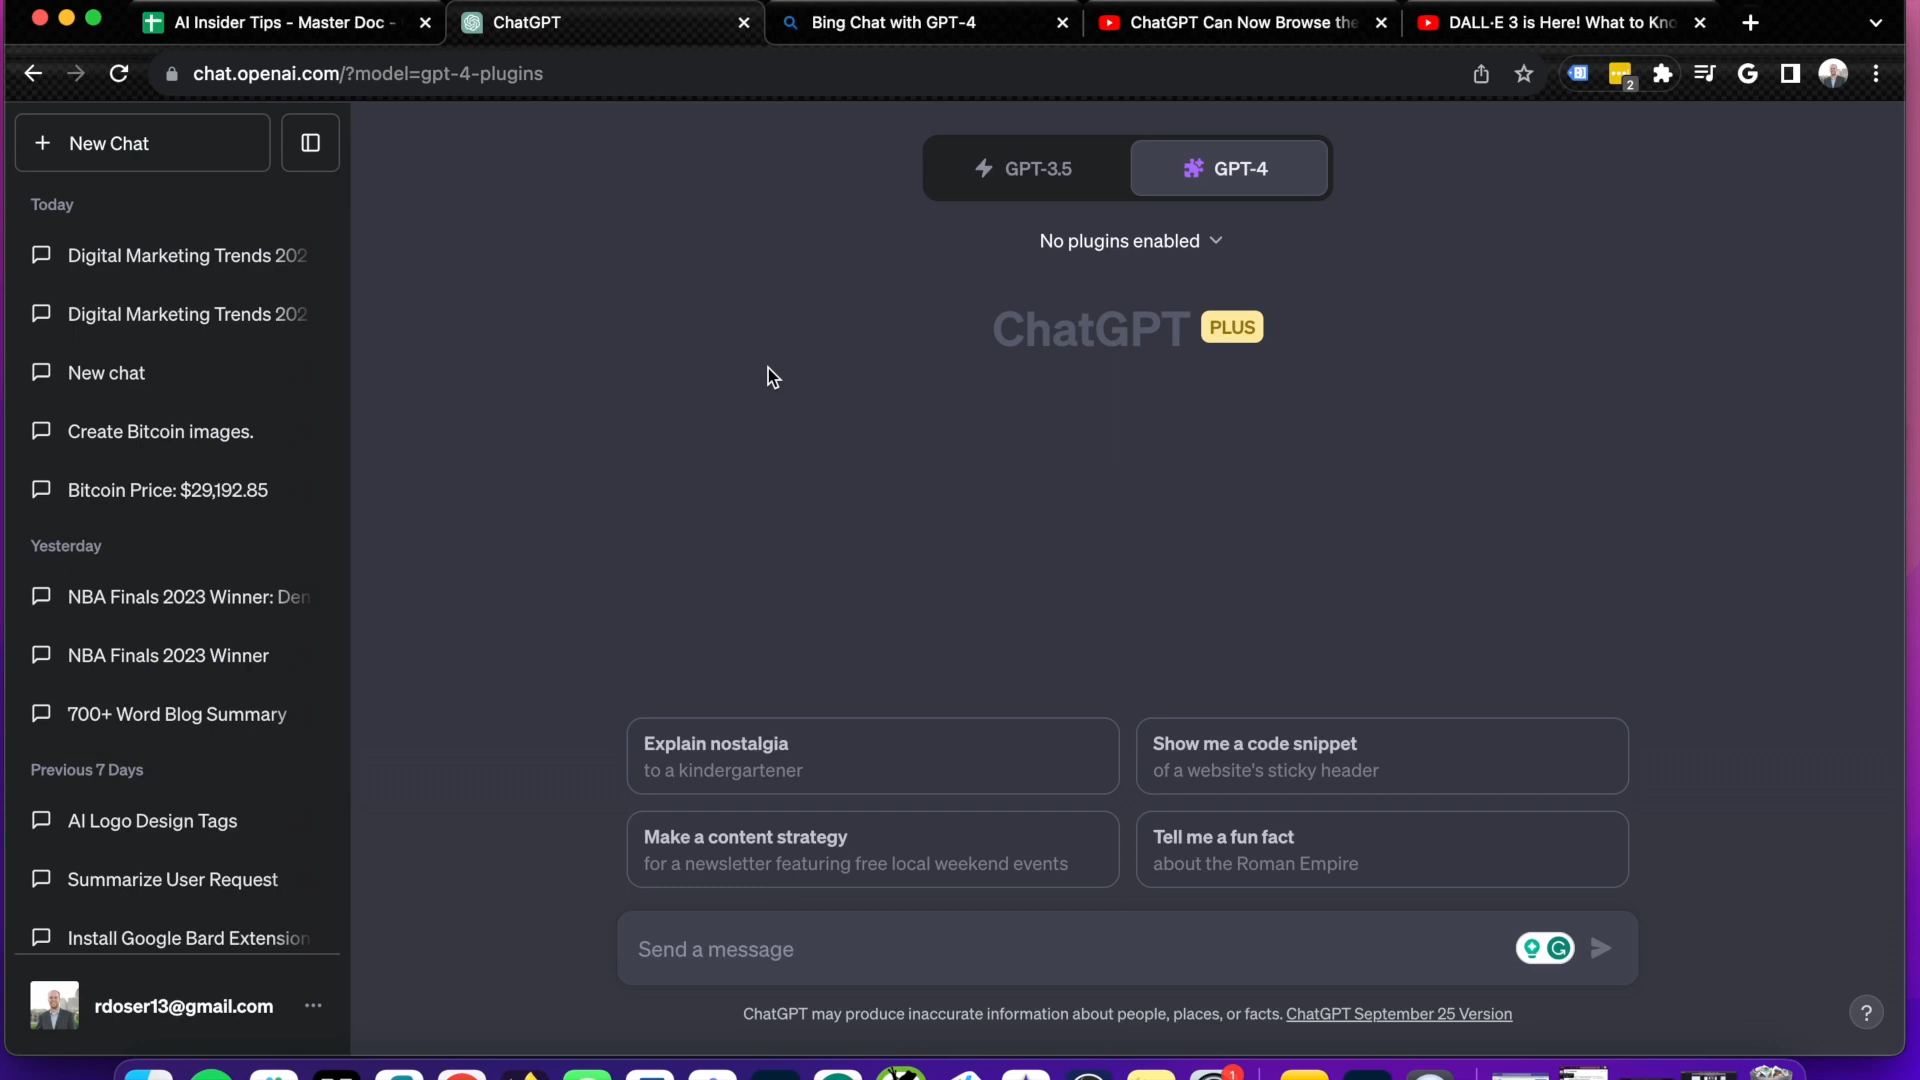 AI Insider Tips - Master Doc -
ChatGPT
Bing Chat with GPT-4
ChatGPT Can Now Browse the
DALL·E 3 is Here! What to Kno
chat.openai.com/?model=gpt-4-plugins
2
New Chat
GPT-3.5
GPT-4
No plugins enabled
ChatGPT PLUS
Today
Digital Marketing Trends 202
Digital Marketing Trends 202
New chat
Create Bitcoin images.
Bitcoin Price: $29,192.85
Yesterday
NBA Finals 2023 Winner: Den
NBA Finals 2023 Winner
700+ Word Blog Summary
Previous 7 Days
AI Logo Design Tags
Summarize User Request
Install Google Bard Extension
rdoser13@gmail.com
Explain nostalgia
to a kindergartener
Show me a code snippet
of a website's sticky header
Make a content strategy
for a newsletter featuring free local weekend events
Tell me a fun fact
about the Roman Empire
Send a message
ChatGPT may produce inaccurate information about people, places, or facts. ChatGPT September 25 Version
?
1